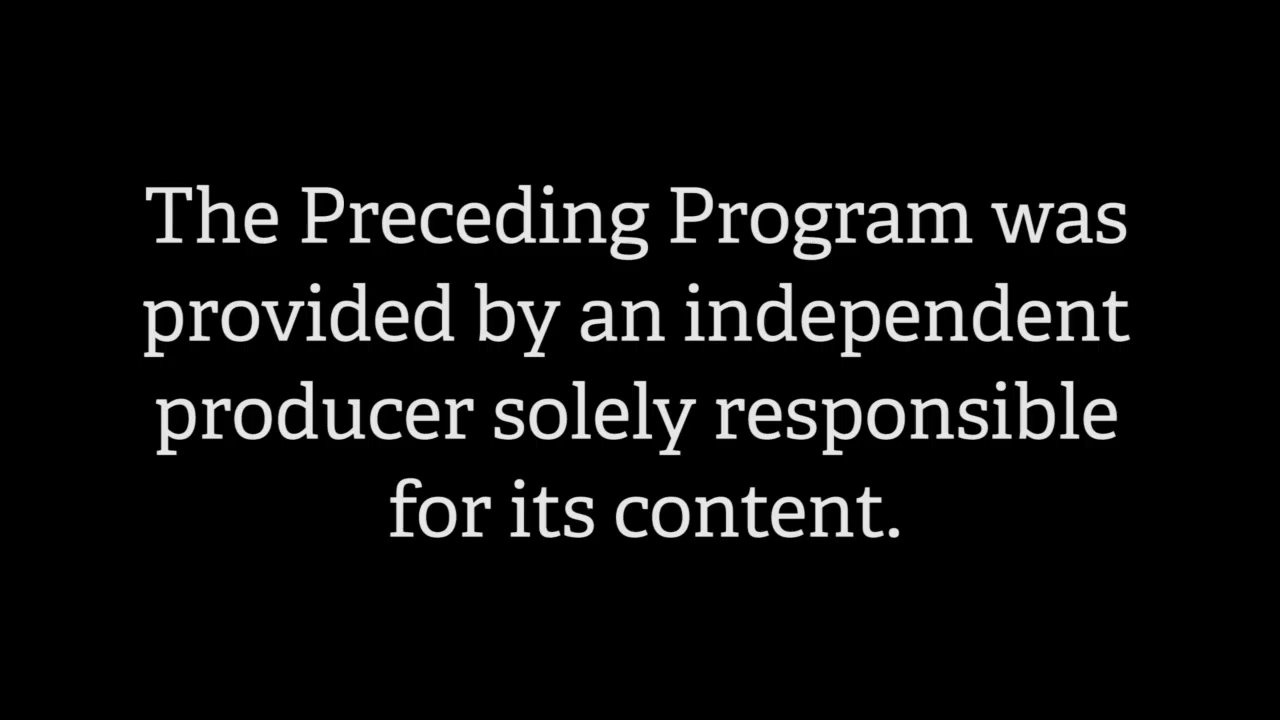 The Preceding Program was
provided by an independent
producer solely responsible
for its content.